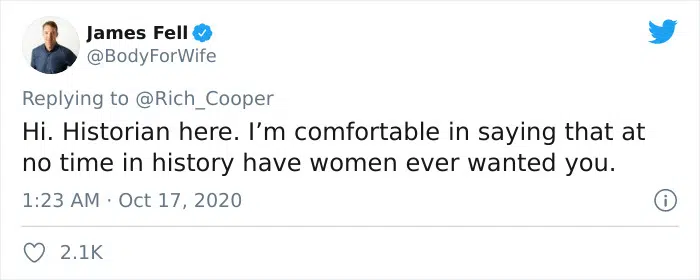 James Fell
@BodyForWife
Replying to @Rich_Cooper
Hi. Historian here. I’m comfortable in saying that at
no time in history have women ever wanted you.
1:23 AM · Oct 17, 2020
2.1K